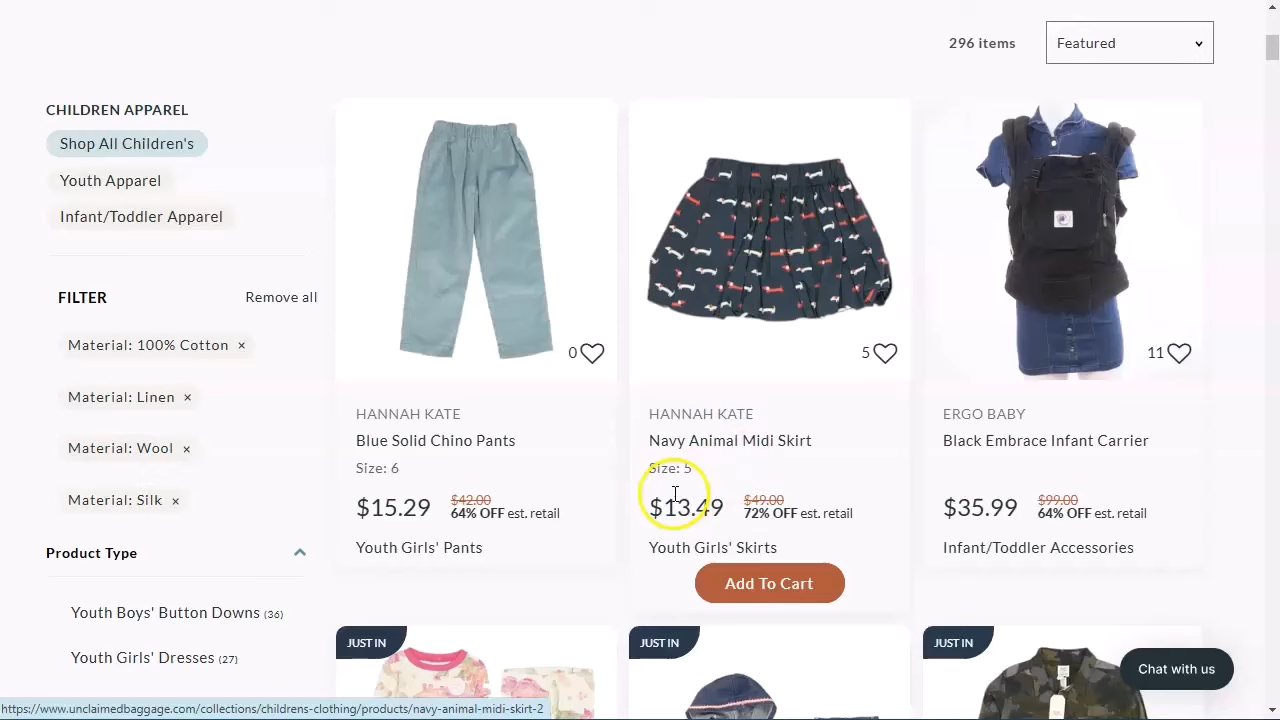 296 items
Featured
CHILDREN APPAREL
Shop All Children's
Youth Apparel
Infant/Toddler Apparel
FILTER
Remove all
Material: 100% Cotton ×
Material: Linen ×
Material: Wool ×
Material: Silk ×
Product Type
Youth Boys' Button Downs (36)
Youth Girls' Dresses (27)
0
HANNAH KATE
Blue Solid Chino Pants
Size: 6
$15.29 $42.00
64% OFF est. retail
Youth Girls' Pants
5
HANNAH KATE
Navy Animal Midi Skirt
Size: 5
$13.49 $49.00
72% OFF est. retail
Youth Girls' Skirts
Add To Cart
11
ERGO BABY
Black Embrace Infant Carrier
$35.99 $99.00
64% OFF est. retail
Infant/Toddler Accessories
JUST IN
JUST IN
JUST IN
Chat with us
https://www.unclaimedbaggage.com/collections/childrens-clothing/products/navy-animal-midi-skirt-2